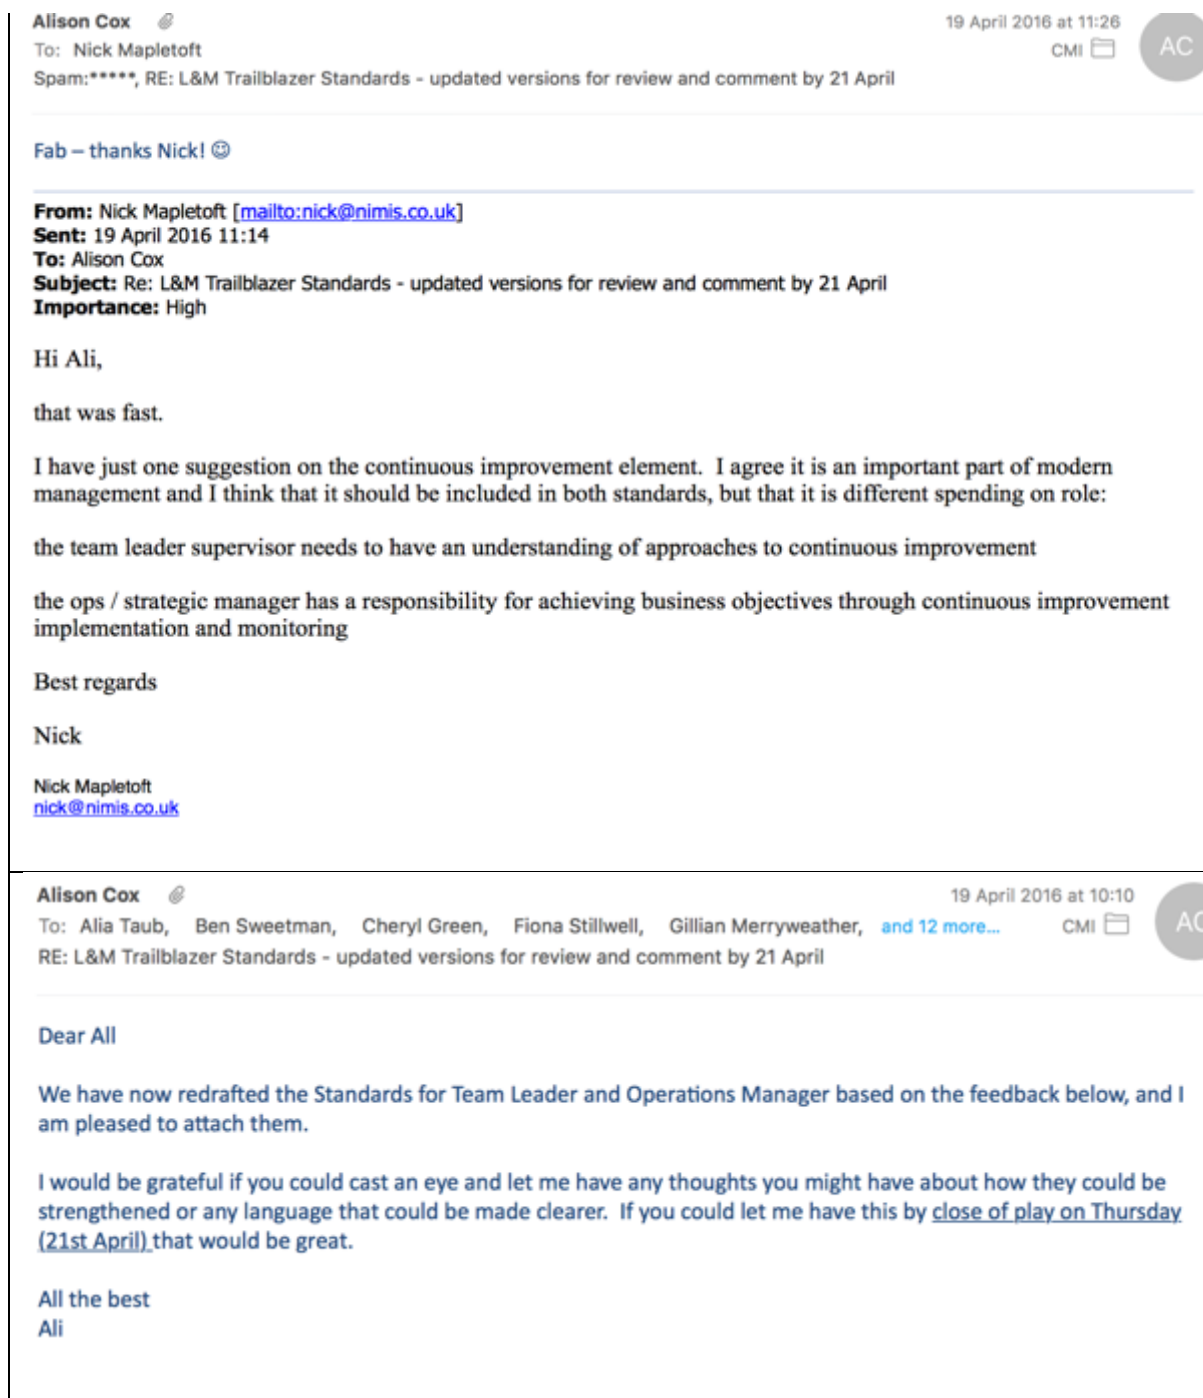 Alison Cox
19 April 2016 at 11:26
To: Nick Mapletoft
CMI
AC
Spam:*****, RE: L&M Trailblazer Standards - updated versions for review and comment by 21 April
Fab – thanks Nick! ☺
From: Nick Mapletoft [mailto:nick@nimis.co.uk]
Sent: 19 April 2016 11:14
To: Alison Cox
Subject: Re: L&M Trailblazer Standards - updated versions for review and comment by 21 April
Importance: High
Hi Ali,
that was fast.
I have just one suggestion on the continuous improvement element.  I agree it is an important part of modern
management and I think that it should be included in both standards, but that it is different spending on role:
the team leader supervisor needs to have an understanding of approaches to continuous improvement
the ops / strategic manager has a responsibility for achieving business objectives through continuous improvement
implementation and monitoring
Best regards
Nick
Nick Mapletoft
nick@nimis.co.uk
Alison Cox
19 April 2016 at 10:10
To: Alia Taub, Ben Sweetman, Cheryl Green, Fiona Stillwell, Gillian Merryweather, and 12 more...
CMI
AC
RE: L&M Trailblazer Standards - updated versions for review and comment by 21 April
Dear All
We have now redrafted the Standards for Team Leader and Operations Manager based on the feedback below, and I
am pleased to attach them.
I would be grateful if you could cast an eye and let me have any thoughts you might have about how they could be
strengthened or any language that could be made clearer.  If you could let me have this by close of play on Thursday
(21st April) that would be great.
All the best
Ali